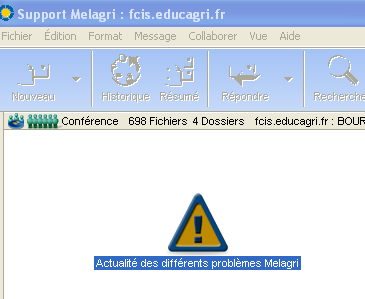 Support Melagri : fcis.educagri.fr
Fichier Édition Format Message Collaborer Vue Aide
Nouveau Historique Résumé Répondre Recherche
Conférence 698 Fichiers 4 Dossiers fcis.educagri.fr : BOUR
Actualité des différents problèmes Melagri